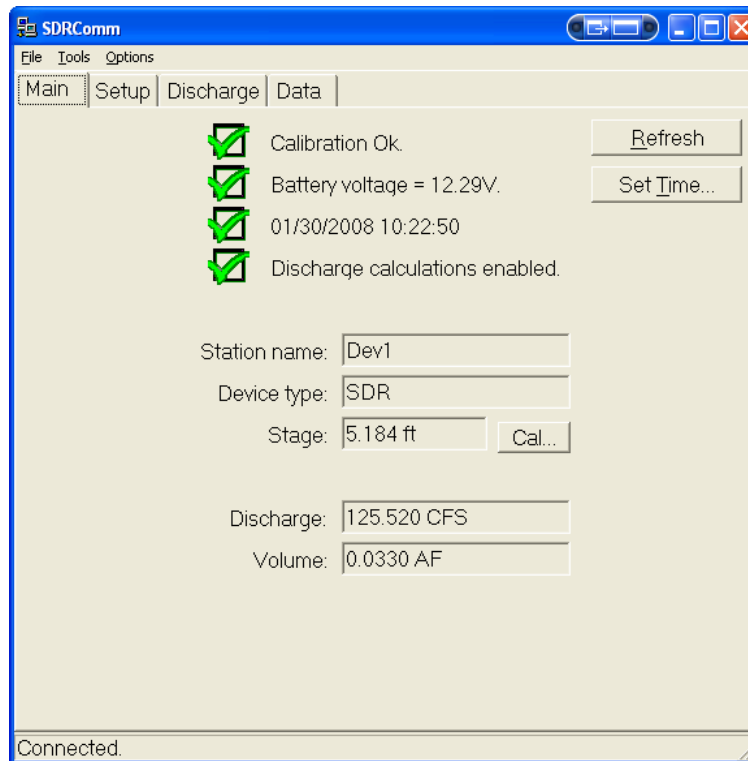 SDRComm
File Tools Options
Main Setup Discharge Data
Calibration Ok.
Refresh
Battery voltage = 12.29V.
Set Time...
01/30/2008 10:22:50
Discharge calculations enabled.
Station name: Dev1
Device type: SDR
Stage: 5.184 ft Cal...
Discharge: 125.520 CFS
Volume: 0.0330 AF
Connected.